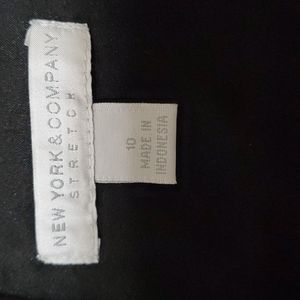 NEW YORK & COMPANY
STRETCH
10
MADE IN
INDONESIA